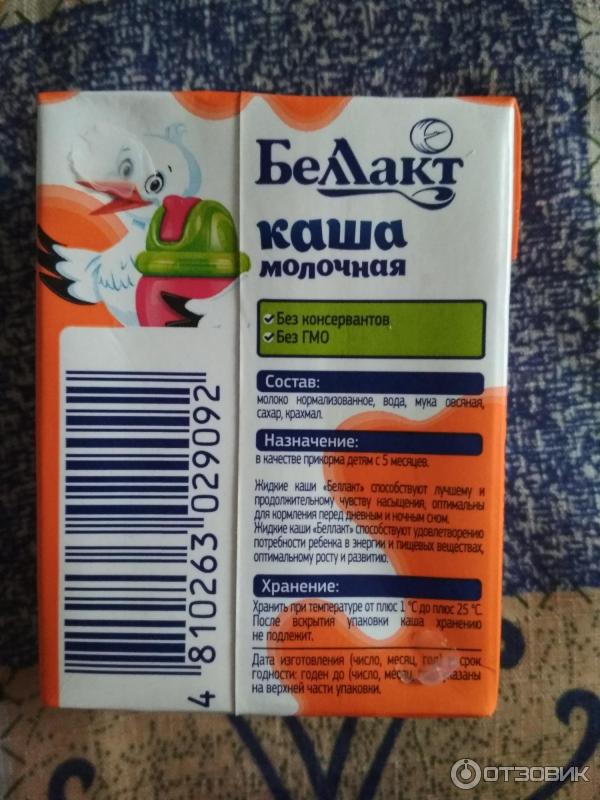 Беллакт
каша
молочная
Без консервантов
Без ГМО
Состав:
молоко нормализованное, вода, мука овсяная,
сахар, крахмал.
Назначение:
в качестве прикорма детям с 5 месяцев.
Жидкие каши «Беллакт» способствуют лучшему и
продолжительному чувству насыщения, оптимальны
для кормления перед дневным и ночным сном.
Жидкие каши «Беллакт» способствуют удовлетворению
потребности ребенка в энергии и пищевых веществах,
оптимальному росту и развитию.
Хранение:
Хранить при температуре от плюс 1 °С до плюс 25 °С.
После вскрытия упаковки каша хранению
не подлежит.
Дата изготовления (число, месяц, год) срок
годности: годен до (число, месяц,
на верхней части упаковки.
4 810263 029092
ОТЗОВИК